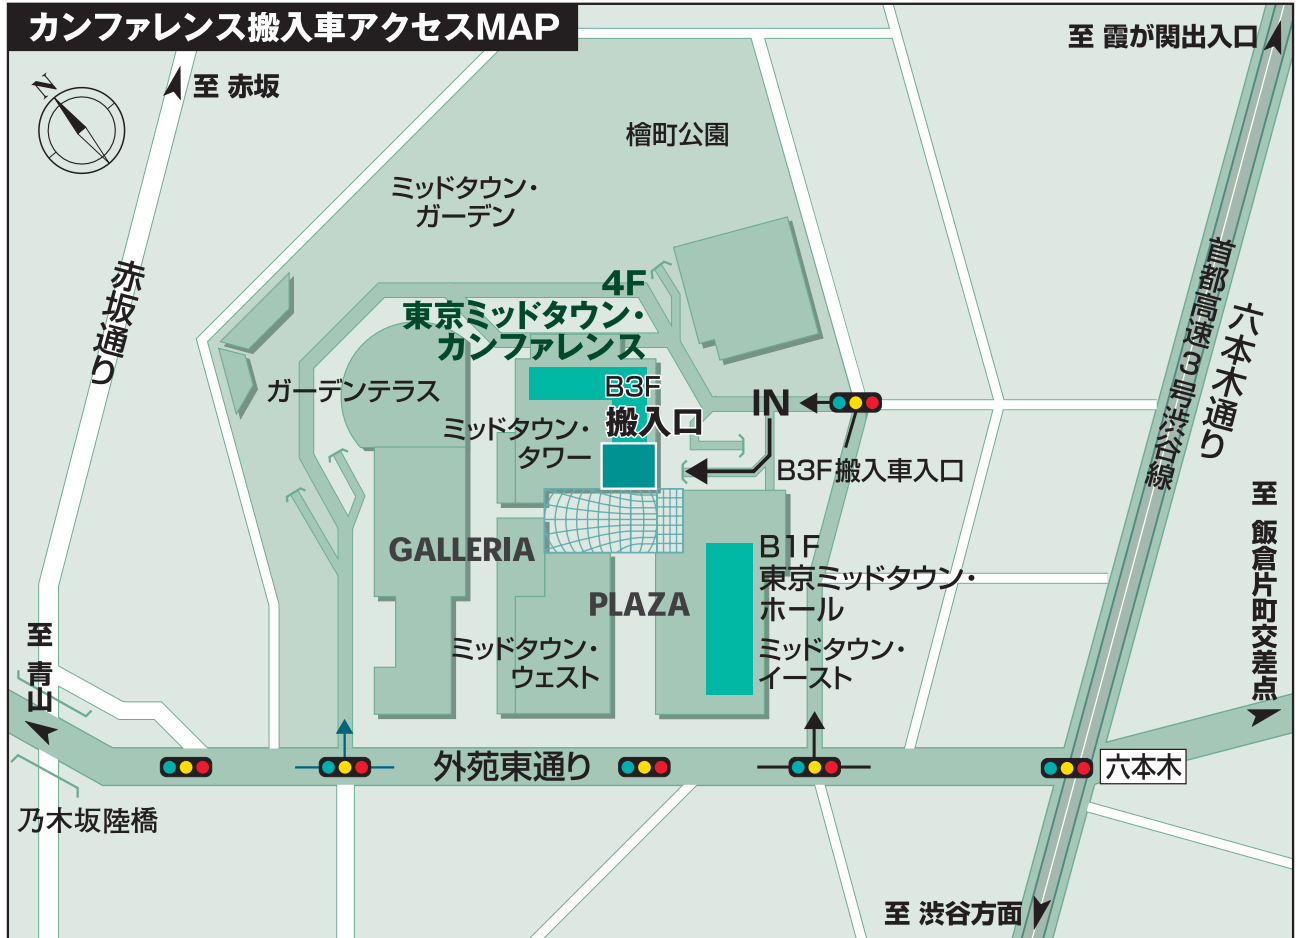 カンファレンス搬入車アクセスMAP
至 霞が関出入口
N
至 赤坂
檜町公園
ミッドタウン・
ガーデン
赤坂通り
首都高速3号渋谷線
六本木通り
4F
東京ミッドタウン・
カンファレンス
ガーデンテラス
B3F
搬入口
IN
ミッドタウン・
タワー
B3F搬入車入口
GALLERIA
PLAZA
B1F
東京ミッドタウン・
ホール
ミッドタウン・
ウェスト
ミッドタウン・
イースト
至 飯倉片町交差点
至 青山
外苑東通り
六本木
乃木坂陸橋
至 渋谷方面